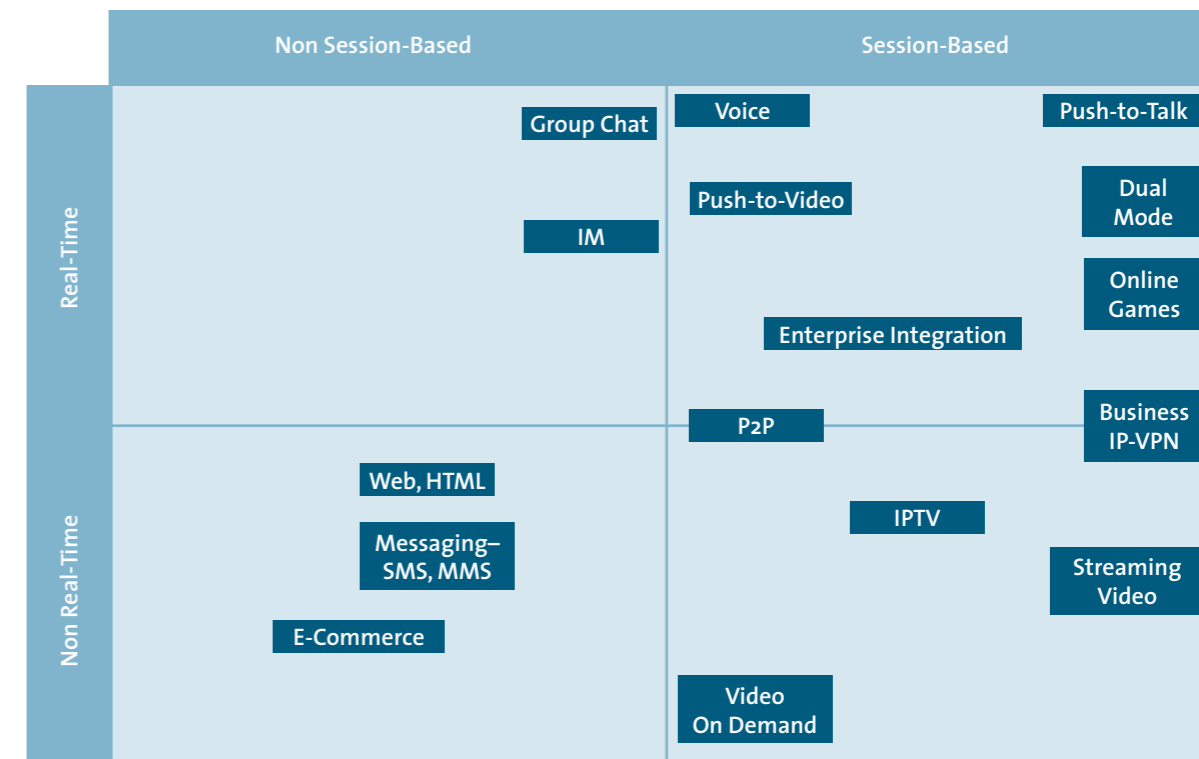 Non Session-Based
Session-Based
Real-Time
Group Chat
Voice
Push-to-Talk
Push-to-Video
Dual
Mode
IM
Online
Games
Enterprise Integration
P2P
Business
IP-VPN
Non Real-Time
Web, HTML
IPTV
Messaging–
SMS, MMS
Streaming
Video
E-Commerce
Video
On Demand